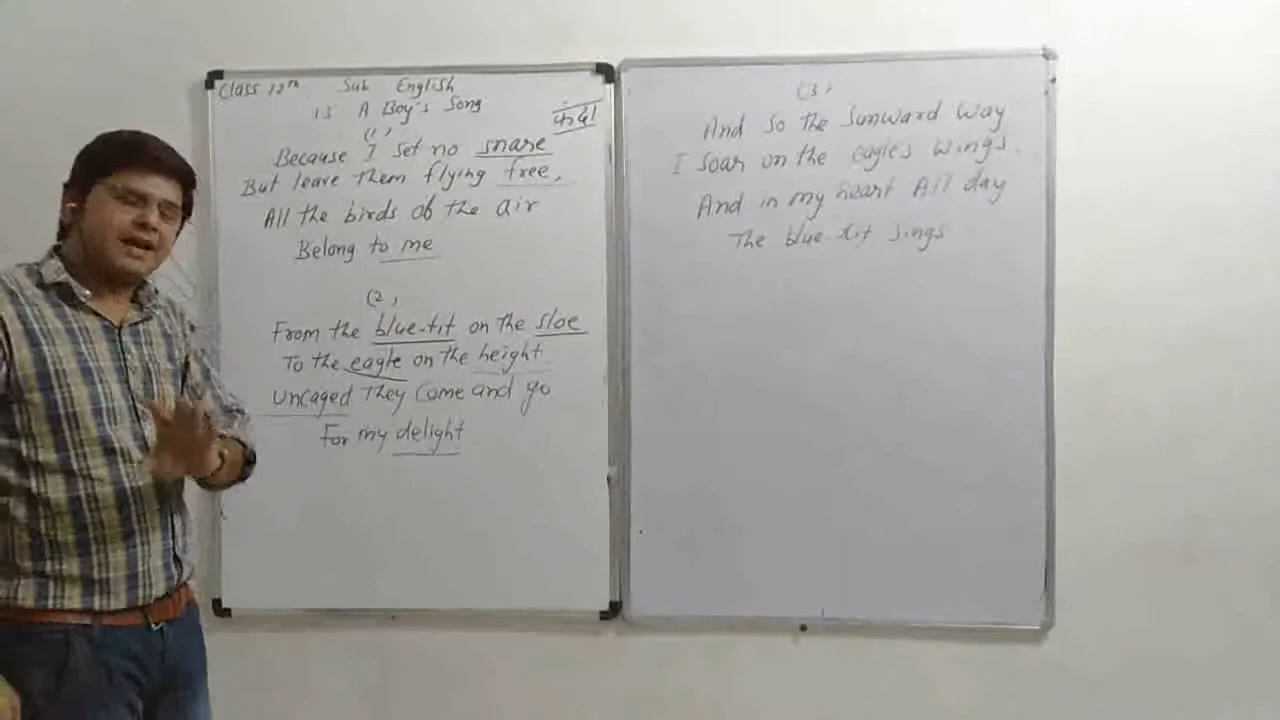 Class 12th Sub English
13 A Boy's Song
फंदा
(1)
Because I set no snare
But leave them flying free,
All the birds of the air
Belong to me
(2)
From the blue-tit on the sloe
To the eagle on the height
uncaged They Come and go
For my delight
(3)
And so the Sunward way
I soar on the eagle's wings.
And in my heart All day
The blue-tit sings